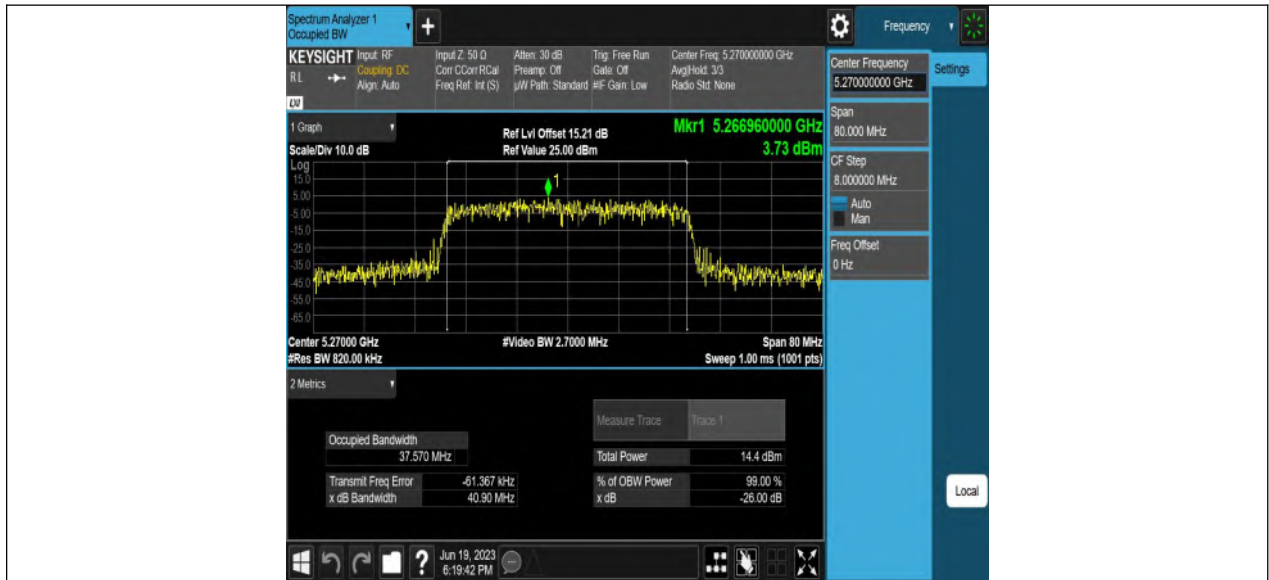 Spectrum Analyzer 1
Occupied BW
+
Frequency
KEYSIGHT
RL
LXI
Input: RF
Coupling: DC
Align: Auto
Input Z: 50 Ω
Corr CCorr RCal
Freq Ref: Int (S)
Atten: 30 dB
Preamp: Off
µW Path: Standard
Trig: Free Run
Gate: Off
#IF Gain: Low
Center Freq: 5.270000000 GHz
Avg|Hold: 3/3
Radio Std: None
Center Frequency
5.270000000 GHz
Settings
Span
80.000 MHz
CF Step
8.000000 MHz
Auto
Man
Freq Offset
0 Hz
Local
1 Graph
Scale/Div 10.0 dB
Ref Lvl Offset 15.21 dB
Ref Value 25.00 dBm
Mkr1 5.266960000 GHz
3.73 dBm
Log
15.0
5.00
-5.00
-15.0
-25.0
-35.0
-45.0
-55.0
-65.0
1
Center 5.27000 GHz
#Res BW 820.00 kHz
#Video BW 2.7000 MHz
Span 80 MHz
Sweep 1.00 ms (1001 pts)
2 Metrics
Measure Trace Trace 1
Occupied Bandwidth
37.570 MHz
Total Power 14.4 dBm
Transmit Freq Error -61.367 kHz
% of OBW Power 99.00 %
x dB Bandwidth 40.90 MHz
x dB -26.00 dB
?
Jun 19, 2023
6:19:42 PM